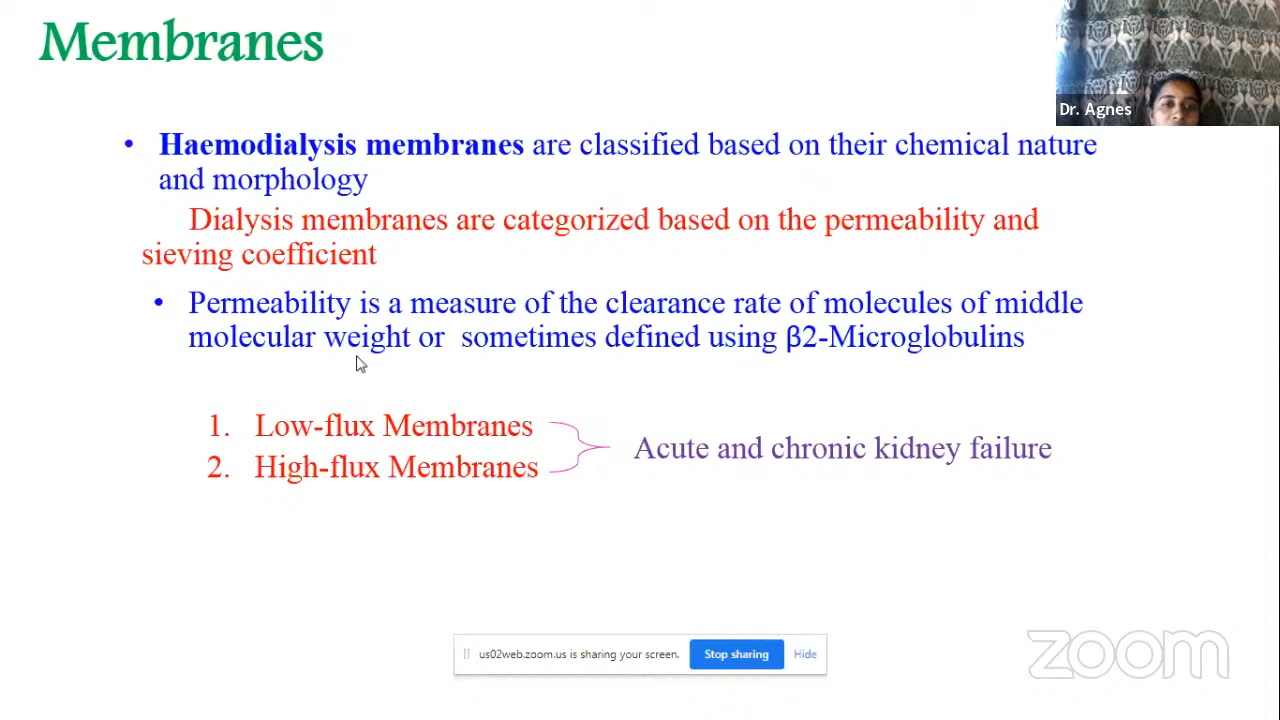 Membranes
Dr. Agnes
• Haemodialysis membranes are classified based on their chemical nature
and morphology
Dialysis membranes are categorized based on the permeability and
sieving coefficient
• Permeability is a measure of the clearance rate of molecules of middle
molecular weight or sometimes defined using β2-Microglobulins
1. Low-flux Membranes
2. High-flux Membranes
Acute and chronic kidney failure
us02web.zoom.us is sharing your screen. Stop sharing Hide
zoom